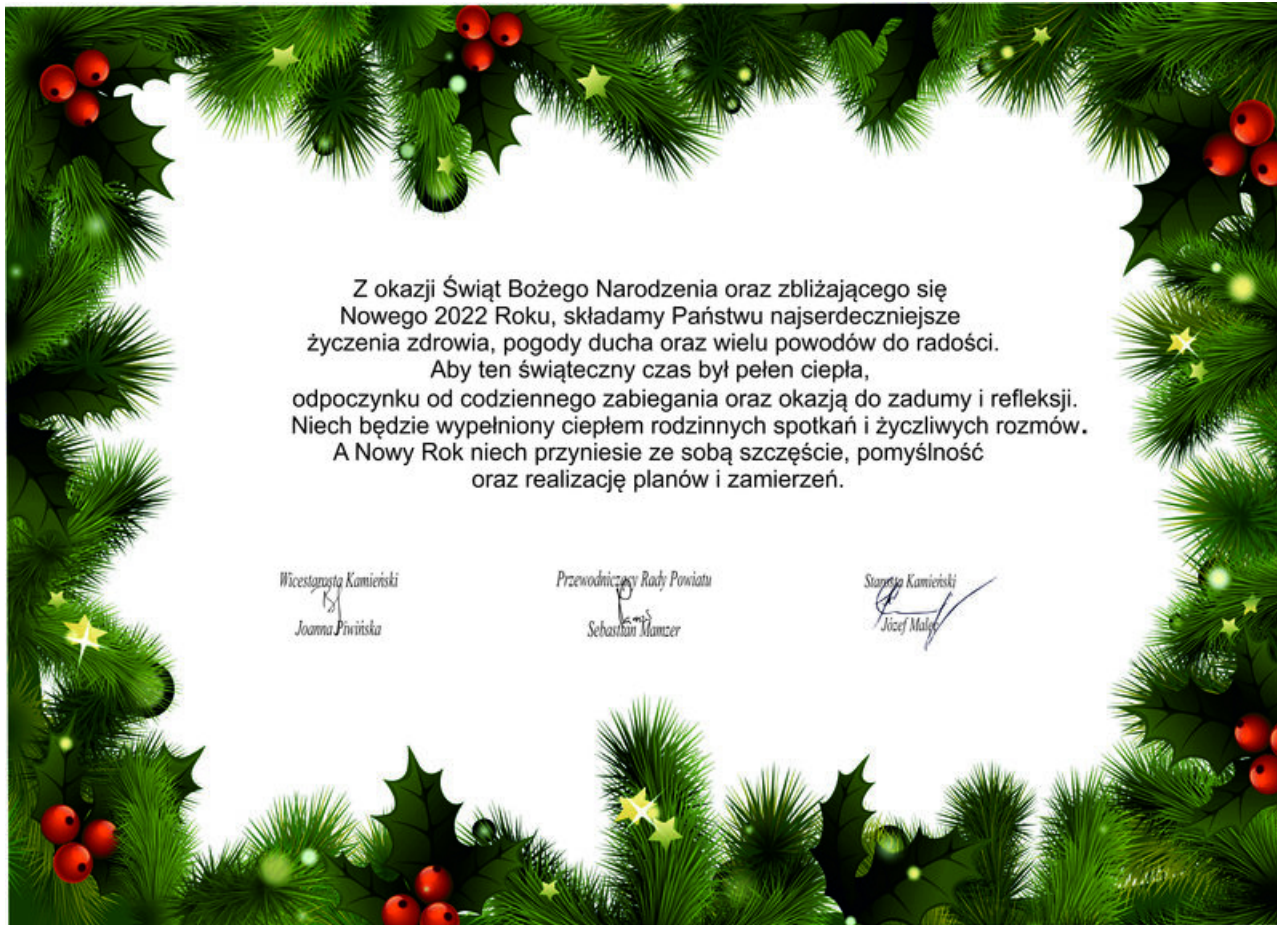 Z okazji Świąt Bożego Narodzenia oraz zbliżającego się
Nowego 2022 Roku, składamy Państwu najserdeczniejsze
życzenia zdrowia, pogody ducha oraz wielu powodów do radości.
Aby ten świąteczny czas był pełen ciepła,
odpoczynku od codziennego zabiegania oraz okazją do zadumy i refleksji.
Niech będzie wypełniony ciepłem rodzinnych spotkań i życzliwych rozmów.
A Nowy Rok niech przyniesie ze sobą szczęście, pomyślność
oraz realizację planów i zamierzeń.
Wicestarosta Kamieński Przewodniczący Rady Powiatu Starosta Kamieński
Joanna Piwińska Sebastian Mamzer Józef Malec